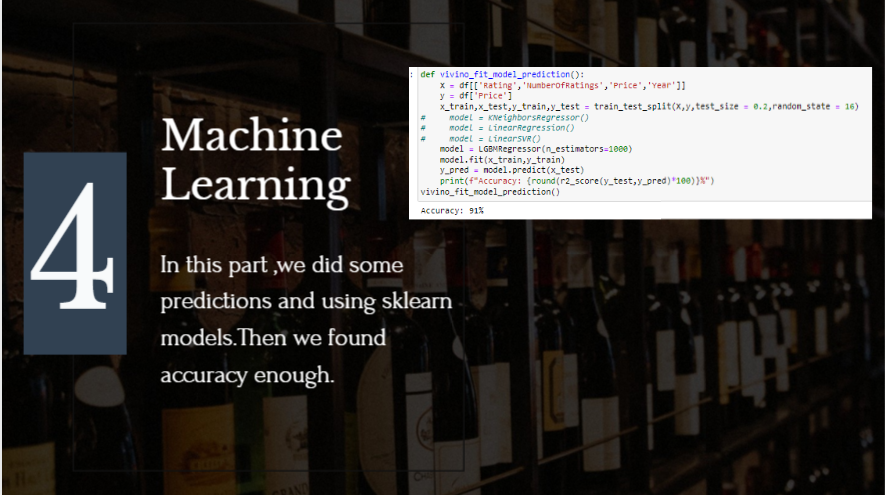 4
Machine
Learning
In this part ,we did some
predictions and using sklearn
models.Then we found
accuracy enough.
: def vivino_fit_model_prediction():
    X = df[['Rating','NumberOfRatings','Price','Year']]
    y = df['Price']
    x_train,x_test,y_train,y_test = train_test_split(X,y,test_size = 0.2,random_state = 16)
#     model = KNeighborsRegressor()
#     model = LinearRegression()
#     model = LinearSVR()
    model = LGBMRegressor(n_estimators=1000)
    model.fit(x_train,y_train)
    y_pred = model.predict(x_test)
    print(f"Accuracy: {round(r2_score(y_test,y_pred)*100)}%")
vivino_fit_model_prediction()
Accuracy: 91%